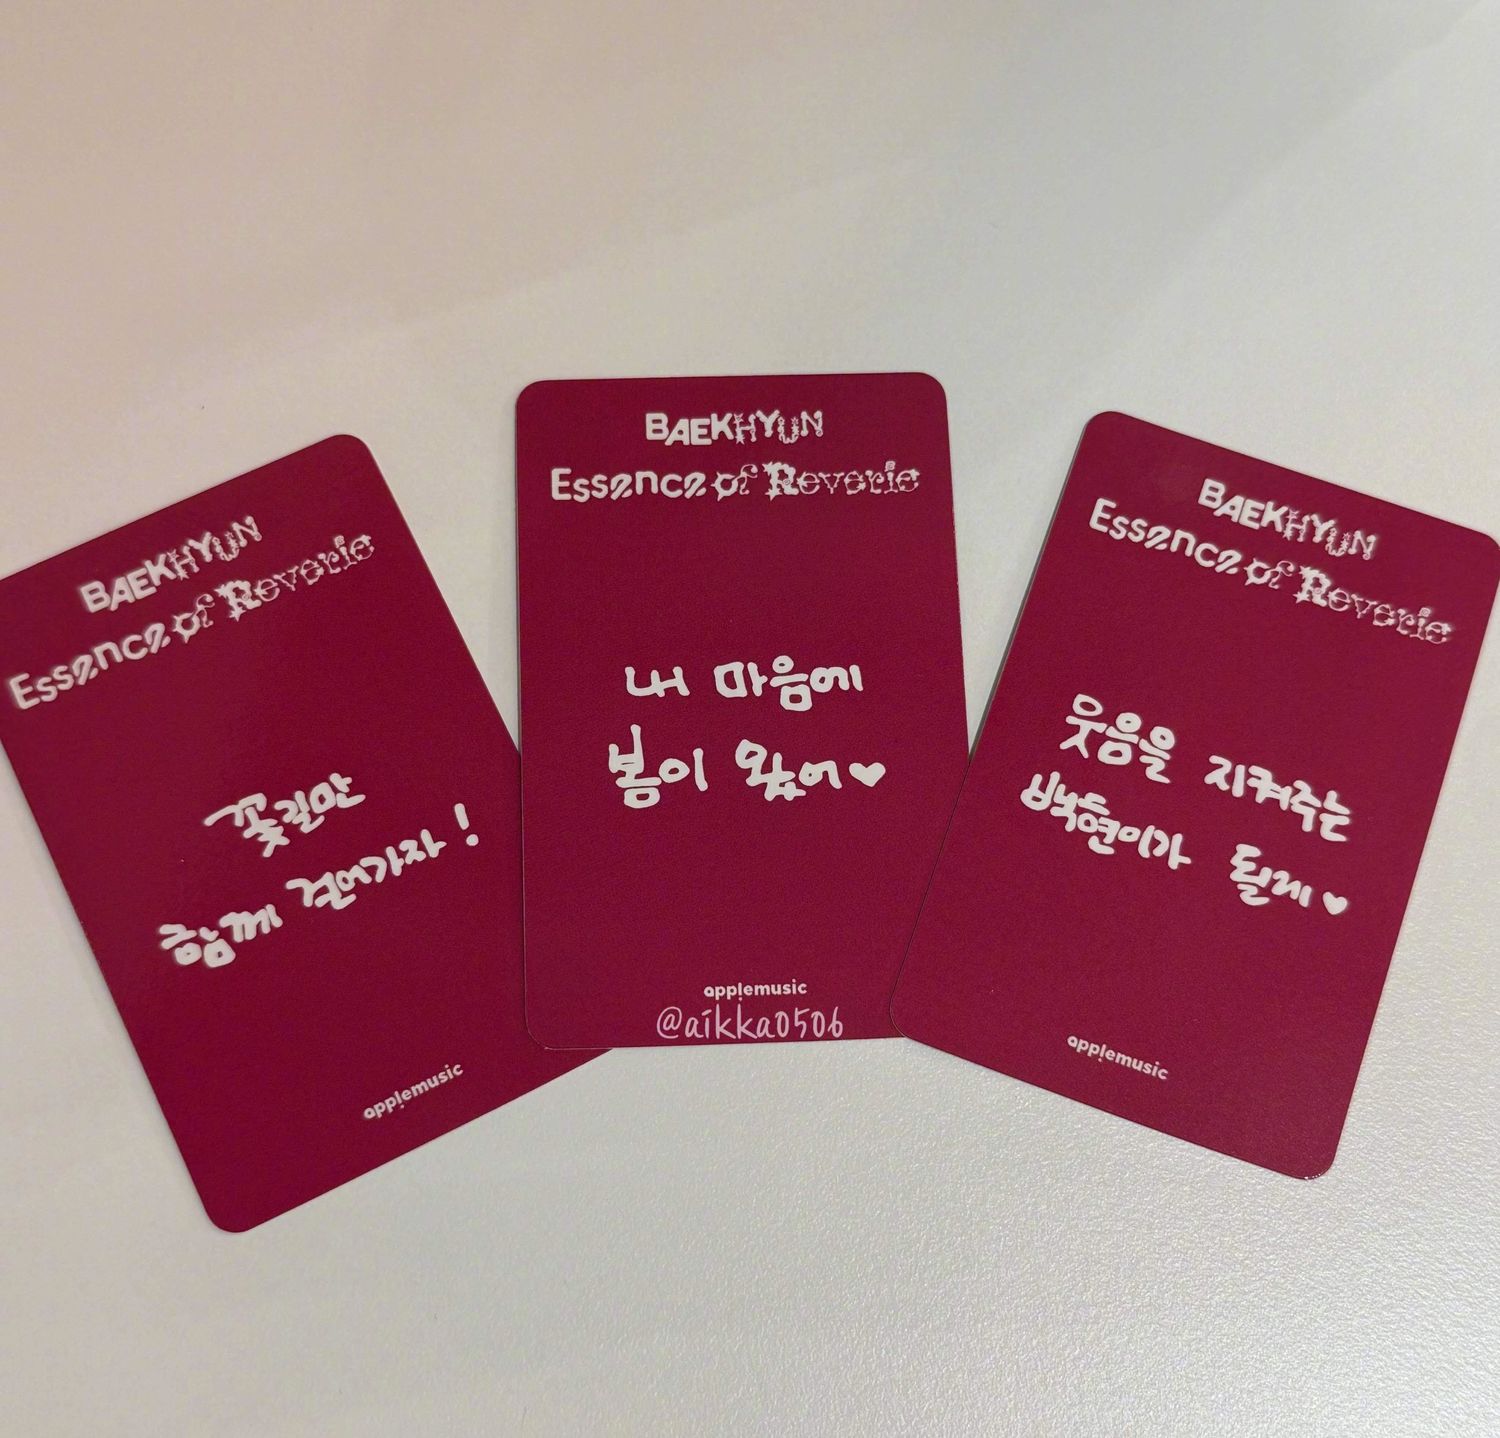 BAEKHYUN
Essence of Reverie
꽃길만
함께 걸어가자!
applemusic
BAEKHYUN
Essence of Reverie
내 마음에
봄이 왔어♥
applemusic
@aikka0506
BAEKHYUN
Essence of Reverie
웃음을 지켜주는
백현이가 될게♥
applemusic